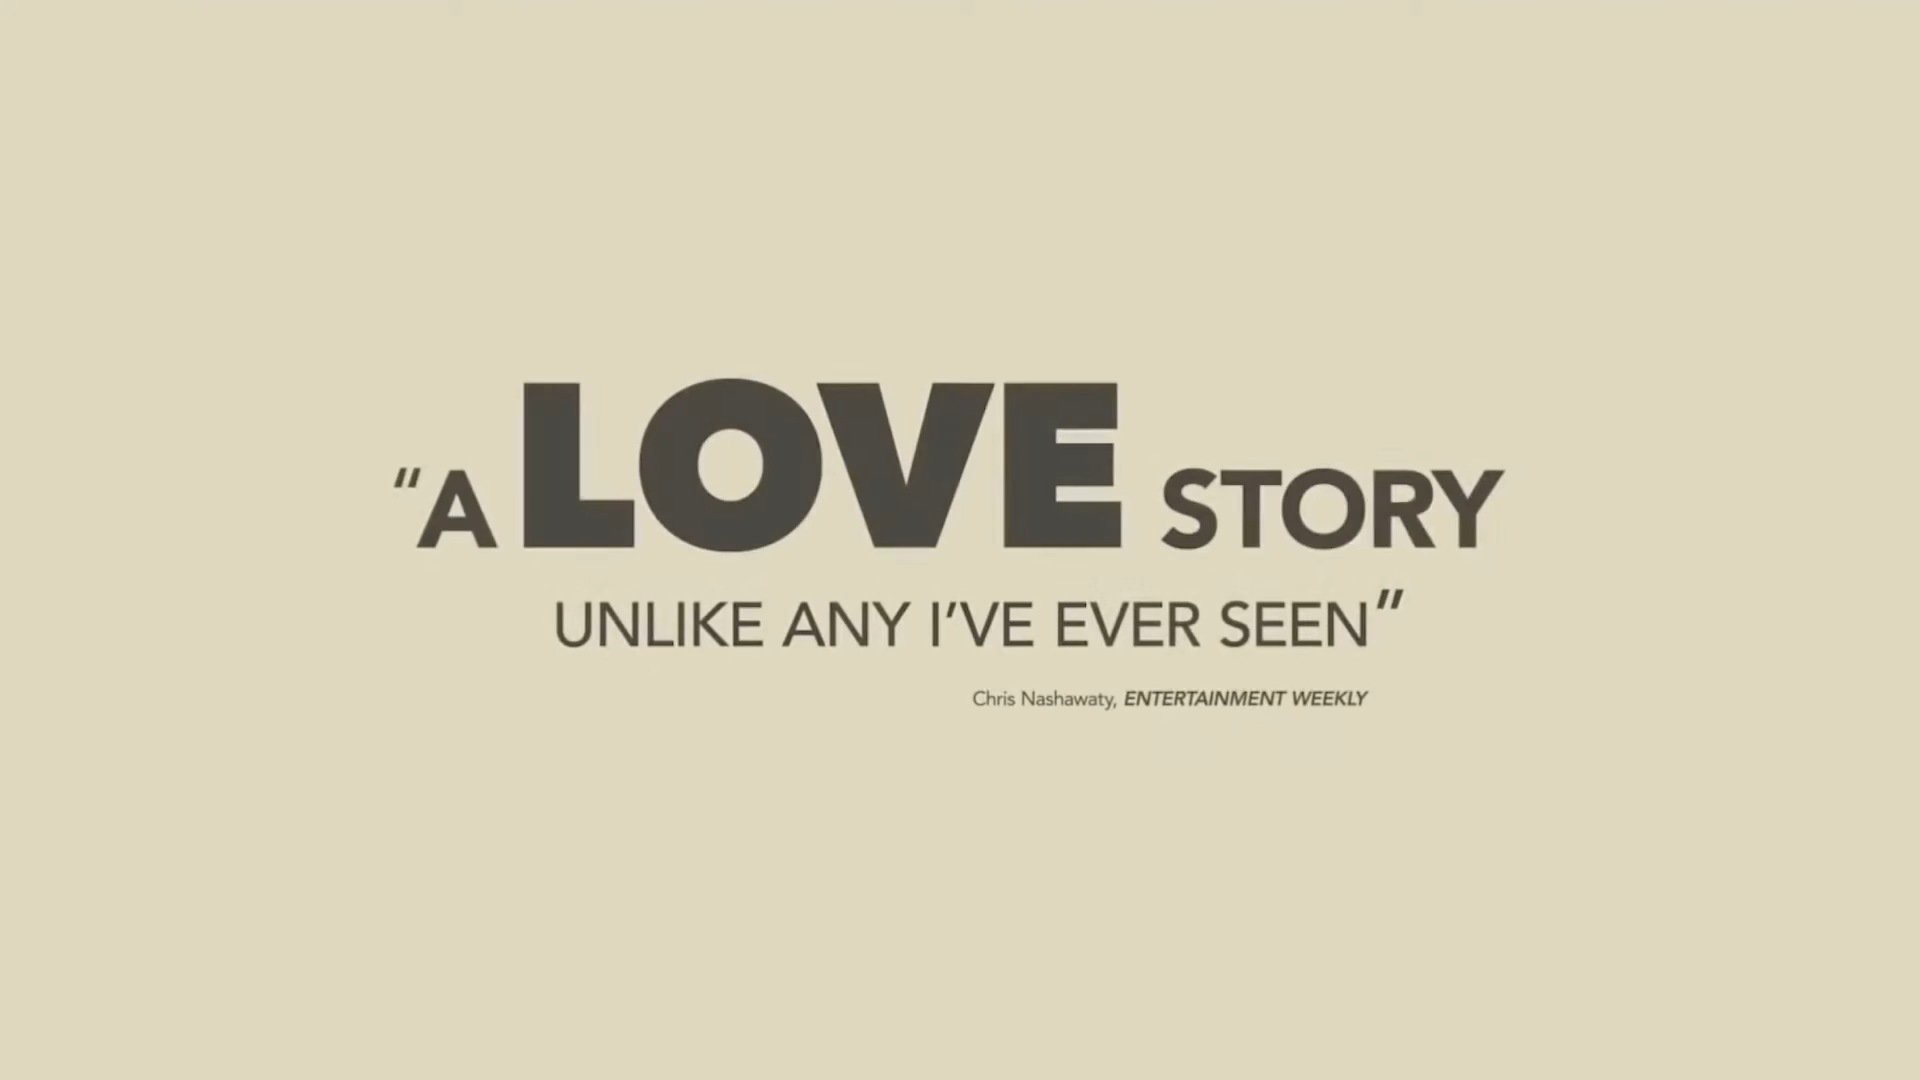 “A LOVE STORY
UNLIKE ANY I’VE EVER SEEN”
Chris Nashawaty, ENTERTAINMENT WEEKLY